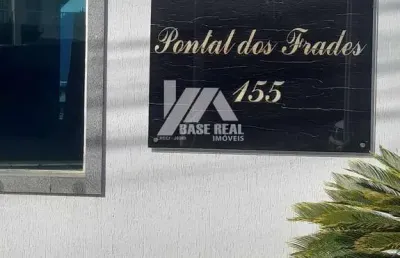 Pontal dos Frades
155
BASE REAL
IMÓVEIS